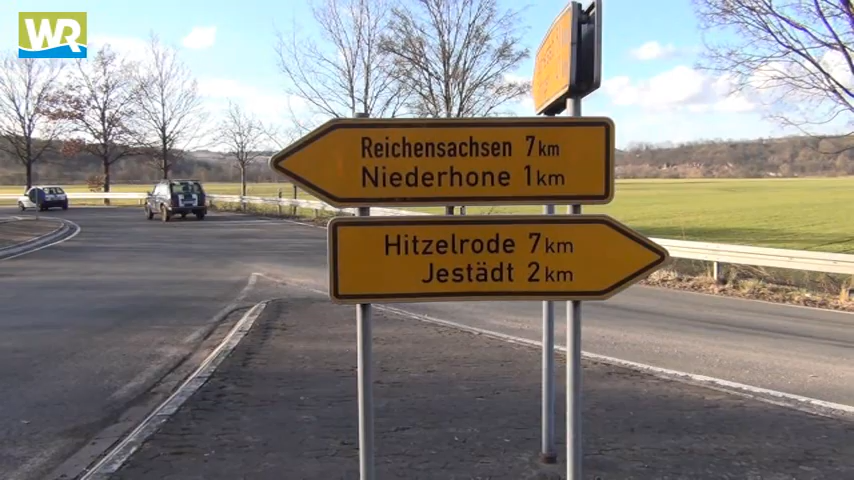 WR
Reichensachsen 7 km
Niederhone 1 km
Hitzelrode 7 km
Jestädt 2 km